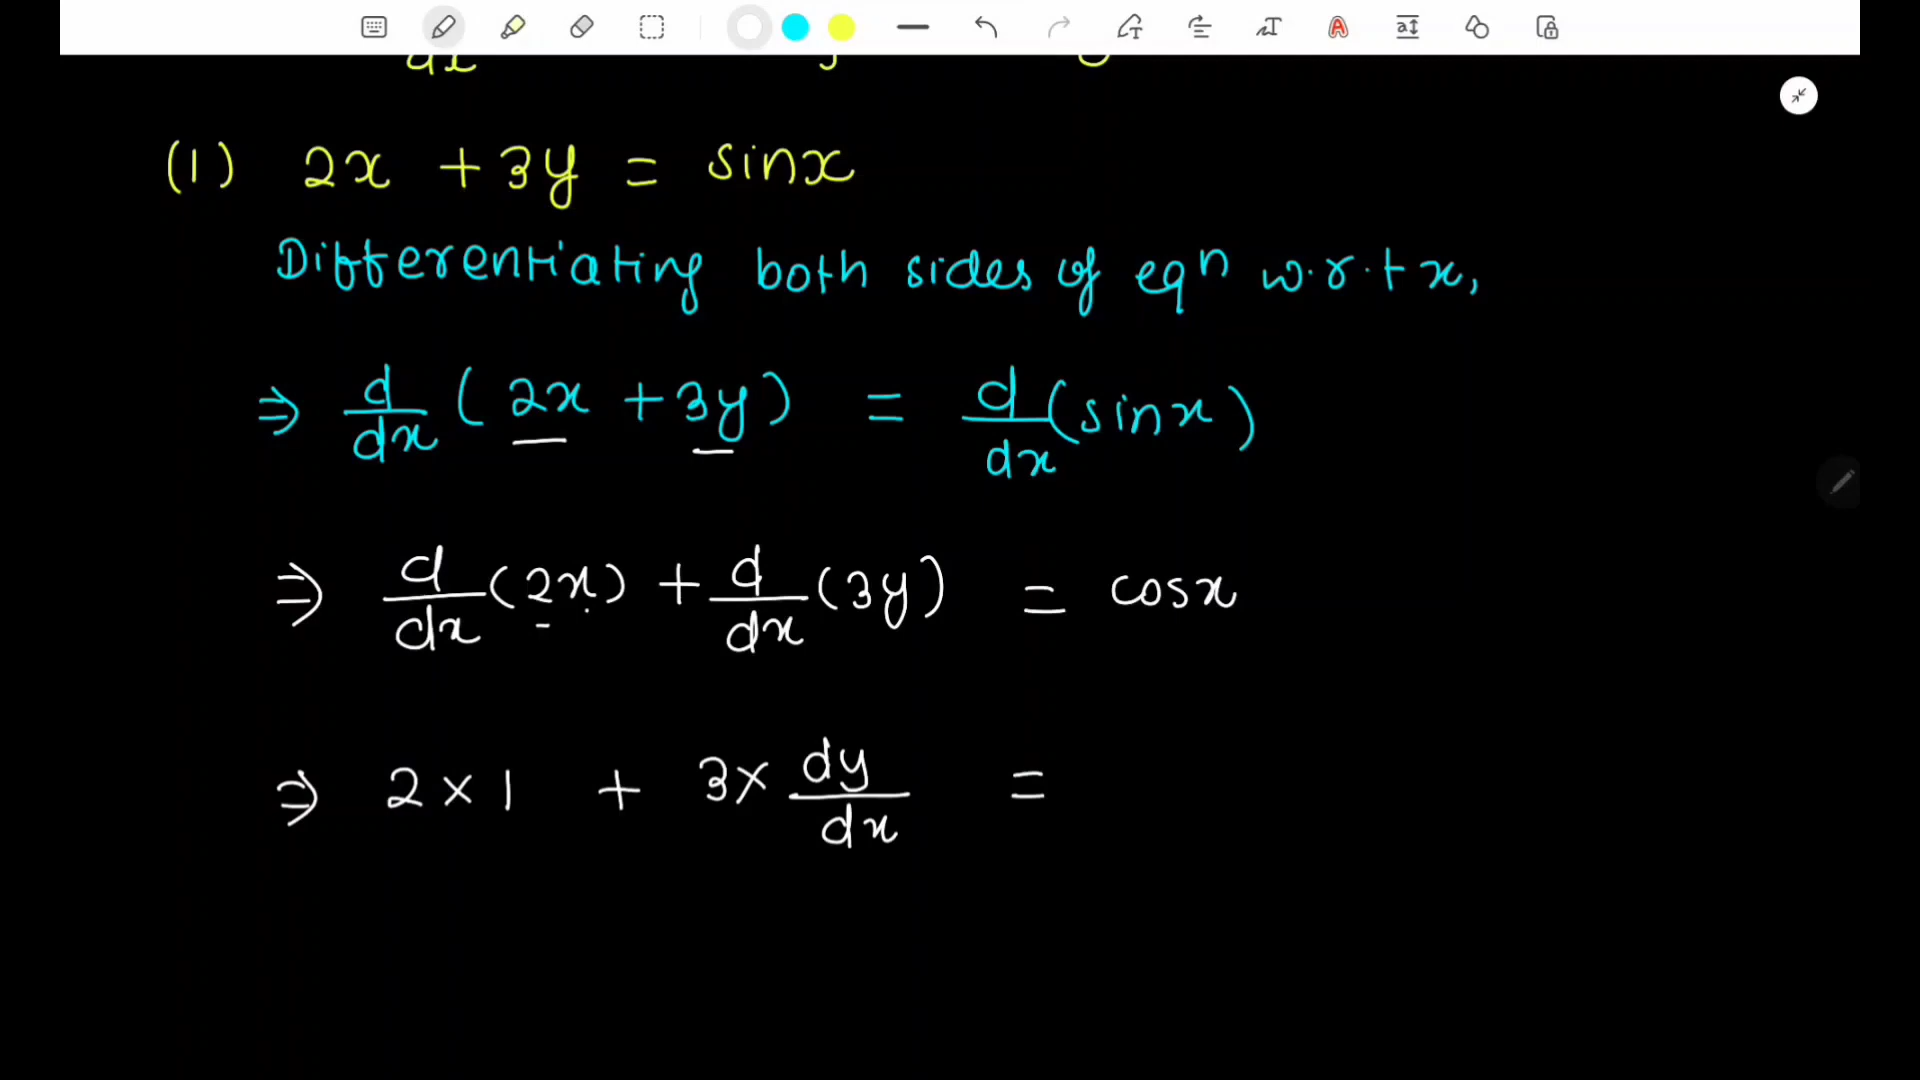 (1) 2x + 3y = sinx
Differentiating both sides of eqn w.r.t x,
⇒ d/dx (2x + 3y) = d/dx (sinx)
⇒ d/dx (2x) + d/dx (3y) = cosx
⇒ 2 × 1 + 3 × dy/dx =